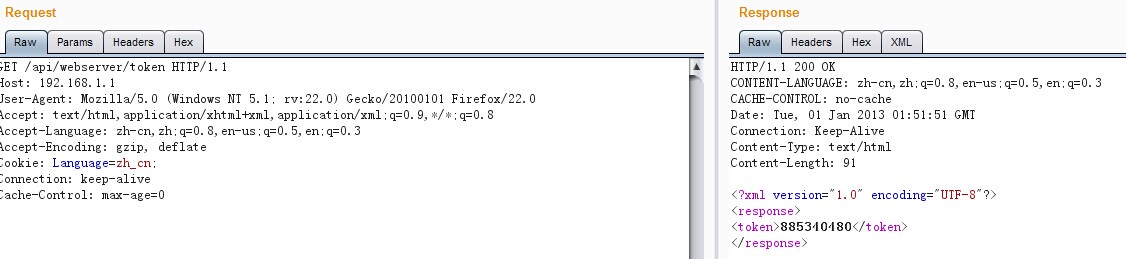 Request
Raw Params Headers Hex
GET /api/webserver/token HTTP/1.1
Host: 192.168.1.1
User-Agent: Mozilla/5.0 (Windows NT 5.1; rv:22.0) Gecko/20100101 Firefox/22.0
Accept: text/html,application/xhtml+xml,application/xml;q=0.9,*/*;q=0.8
Accept-Language: zh-cn,zh;q=0.8,en-us;q=0.5,en;q=0.3
Accept-Encoding: gzip, deflate
Cookie: Language=zh_cn;
Connection: keep-alive
Cache-Control: max-age=0
Response
Raw Headers Hex XML
HTTP/1.1 200 OK
CONTENT-LANGUAGE: zh-cn,zh;q=0.8,en-us;q=0.5,en;q=0.3
CACHE-CONTROL: no-cache
Date: Tue, 01 Jan 2013 01:51:51 GMT
Connection: Keep-Alive
Content-Type: text/html
Content-Length: 91
<?xml version="1.0" encoding="UTF-8"?>
<response>
<token>885340480</token>
</response>